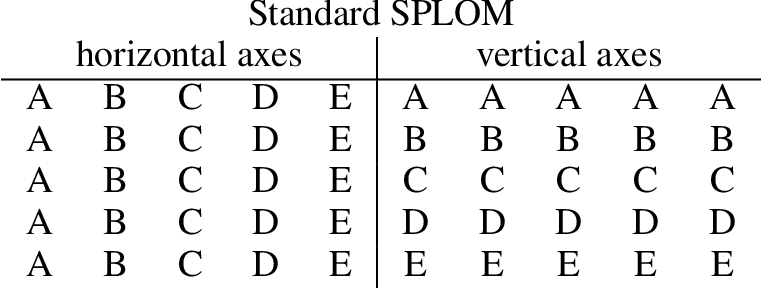 Standard SPLOM
horizontal axes vertical axes
A B C D E A A A A A
A B C D E B B B B B
A B C D E C C C C C
A B C D E D D D D D
A B C D E E E E E E